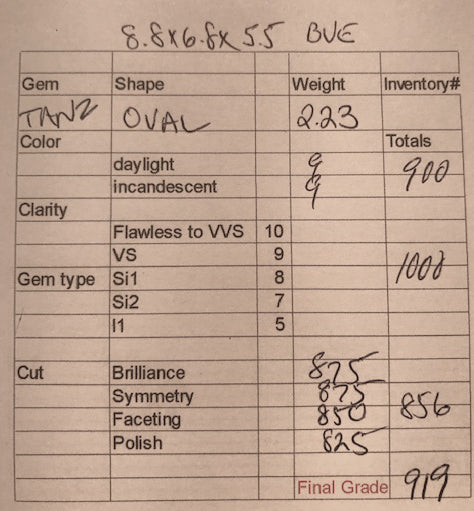 8.8x6.8x5.5 BVE
Gem Shape Weight Inventory#
TANZ OVAL 2.23
Color Totals
daylight 9 900
incandescent 9
Clarity
Flawless to VVS 10
VS 9
Gem type Si1 8 1000
Si2 7
I1 5
Cut Brilliance 875
Symmetry 875
Faceting 850 856
Polish 825
Final Grade 919